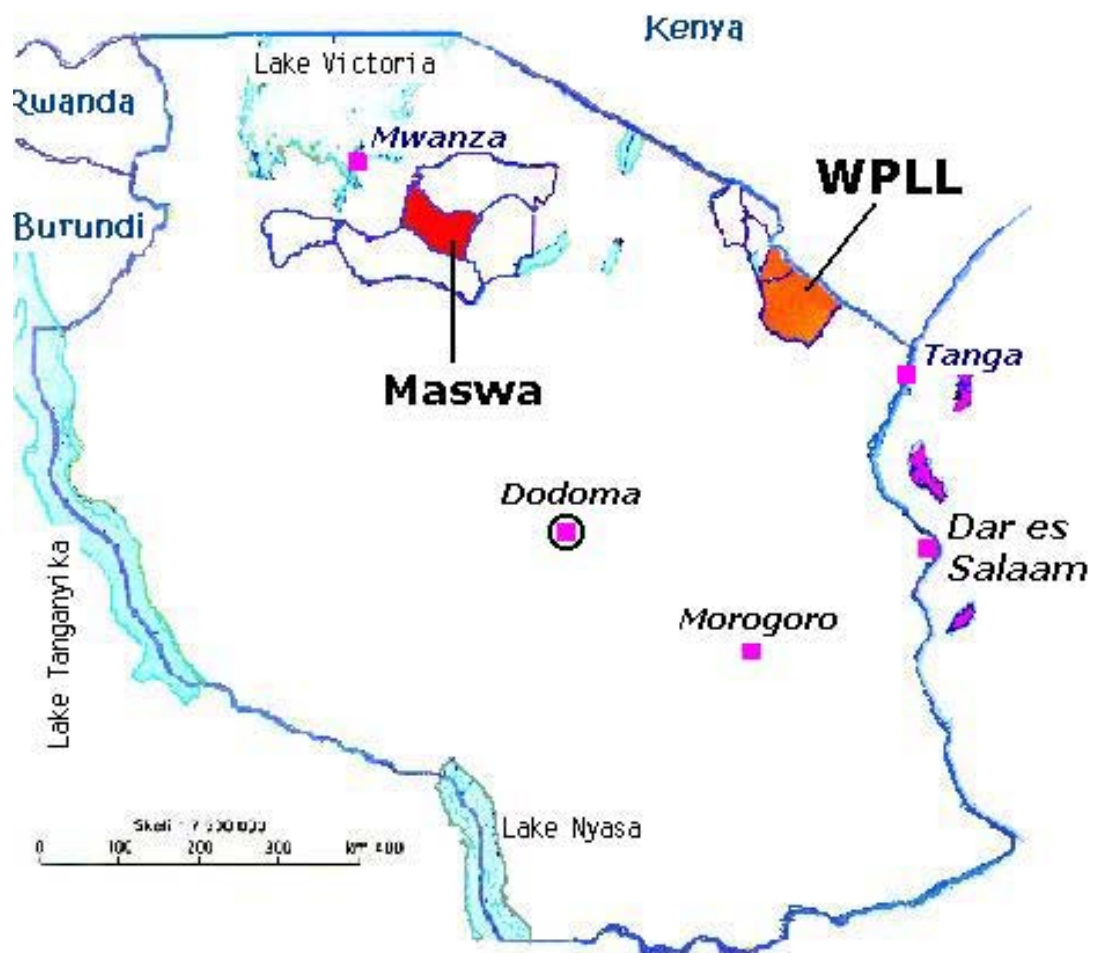 Kenya
Lake Victoria
Rwanda
Mwanza
WPLL
Burundi
Tanga
Maswa
Dodoma
Dar es
Salaam
Morogoro
Lake Tanganyika
Lake Nyasa
0 100 200 300